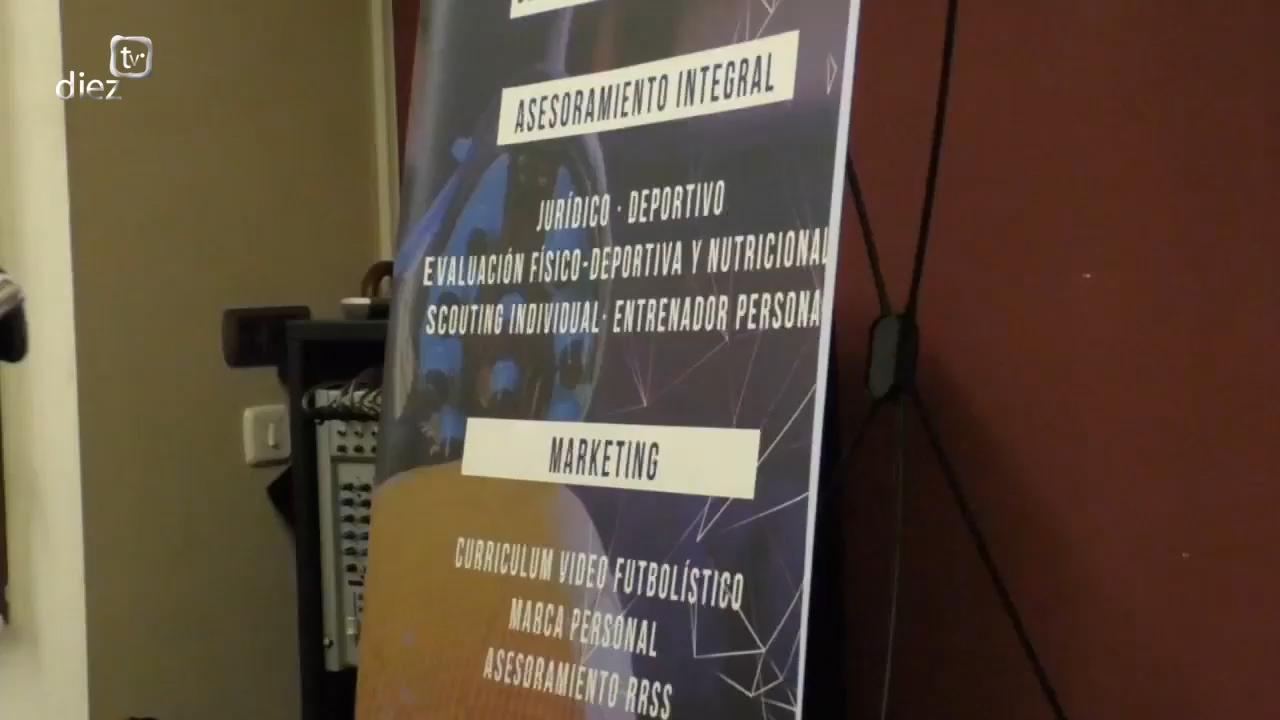 diez tv
ASESORAMIENTO INTEGRAL
JURÍDICO · DEPORTIVO
EVALUACIÓN FÍSICO-DEPORTIVA Y NUTRICIONAL
SCOUTING INDIVIDUAL· ENTRENADOR PERSONA
MARKETING
CURRICULUM VIDEO FUTBOLÍSTICO
MARCA PERSONAL
ASESORAMIENTO RRSS